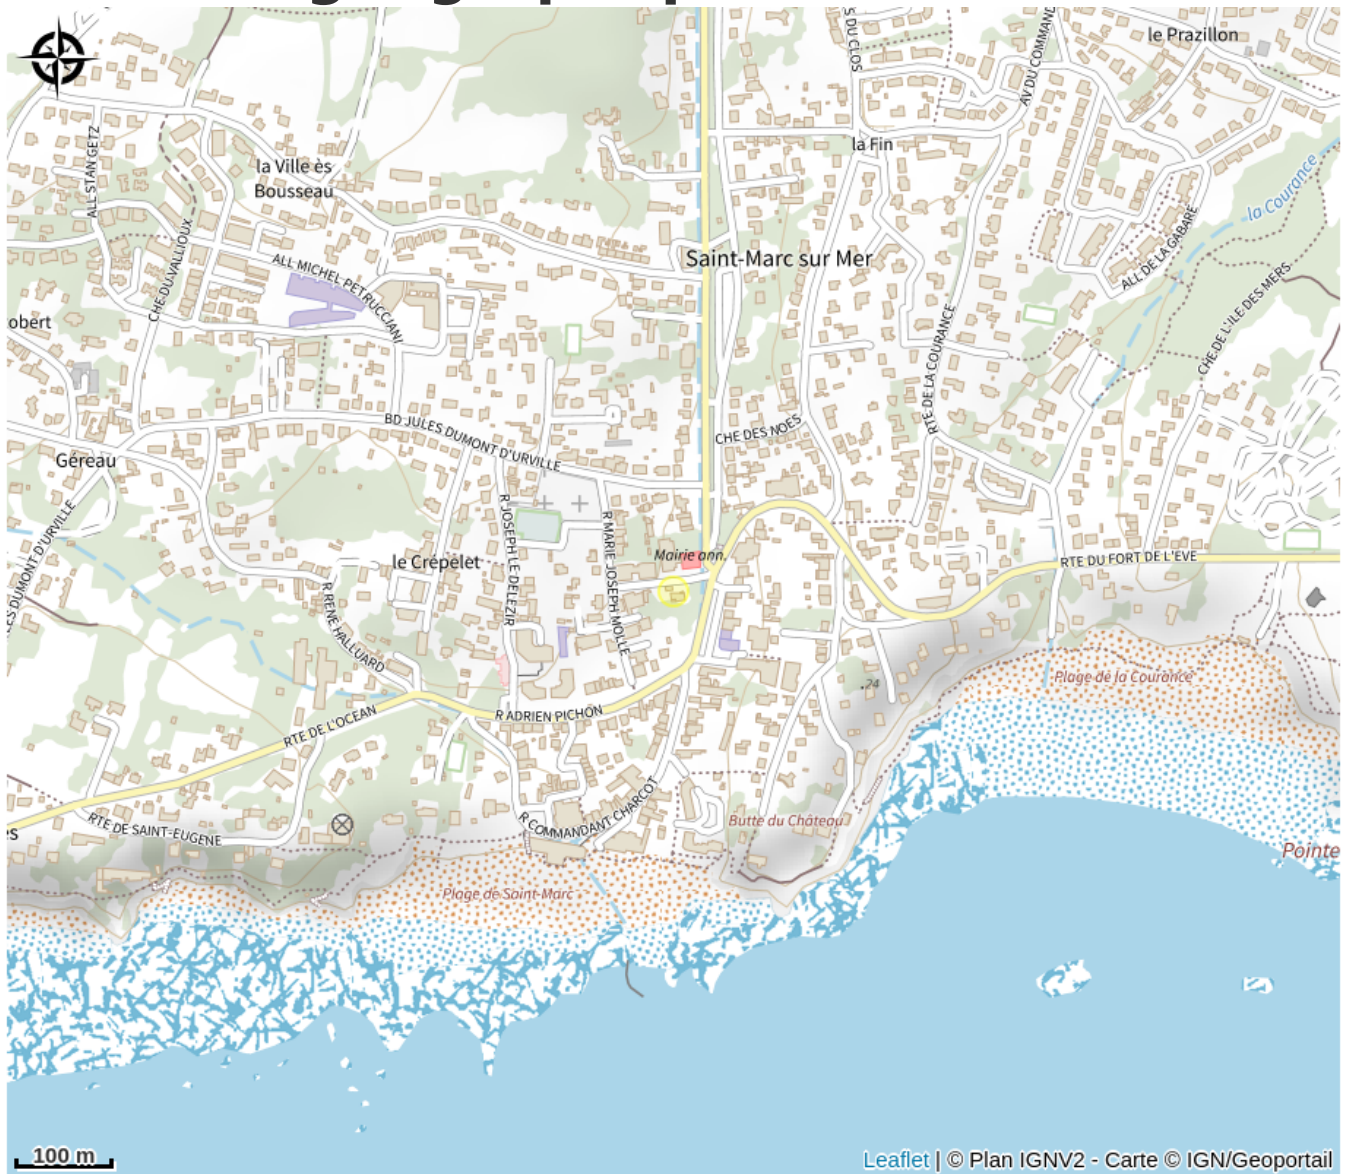 S DU CLOS
AV DU COMMAND
le Prazillon
ALL STAN GETZ
la Ville ès
Bousseau
la Fin
la Courance
CHE DU VALLIOUX
ALL MICHEL PETRUCCIANI
Saint-Marc sur Mer
ALL DE LA GABARE
CHE DE L'ILE DES MERS
obert
RTE DE LA COURANCE
BD JULES DUMONT D'URVILLE
CHE DES NOES
Géreau
ES DUMONT D'URVILLE
le Crépelet
R JOSEPH LE DELEZIR
R MARIE JOSEPH MOLLE
Mairie ann.
RTE DU FORT DE L'EVE
R RENE HALLUARD
24
Plage de la Courance
RTE DE L'OCEAN
R ADRIEN PICHON
RTE DE SAINT-EUGENE
R COMMANDANT CHARCOT
Butte du Château
es
Pointe
Plage de Saint-Marc
100 m
Leaflet | © Plan IGNV2 - Carte © IGN/Geoportail